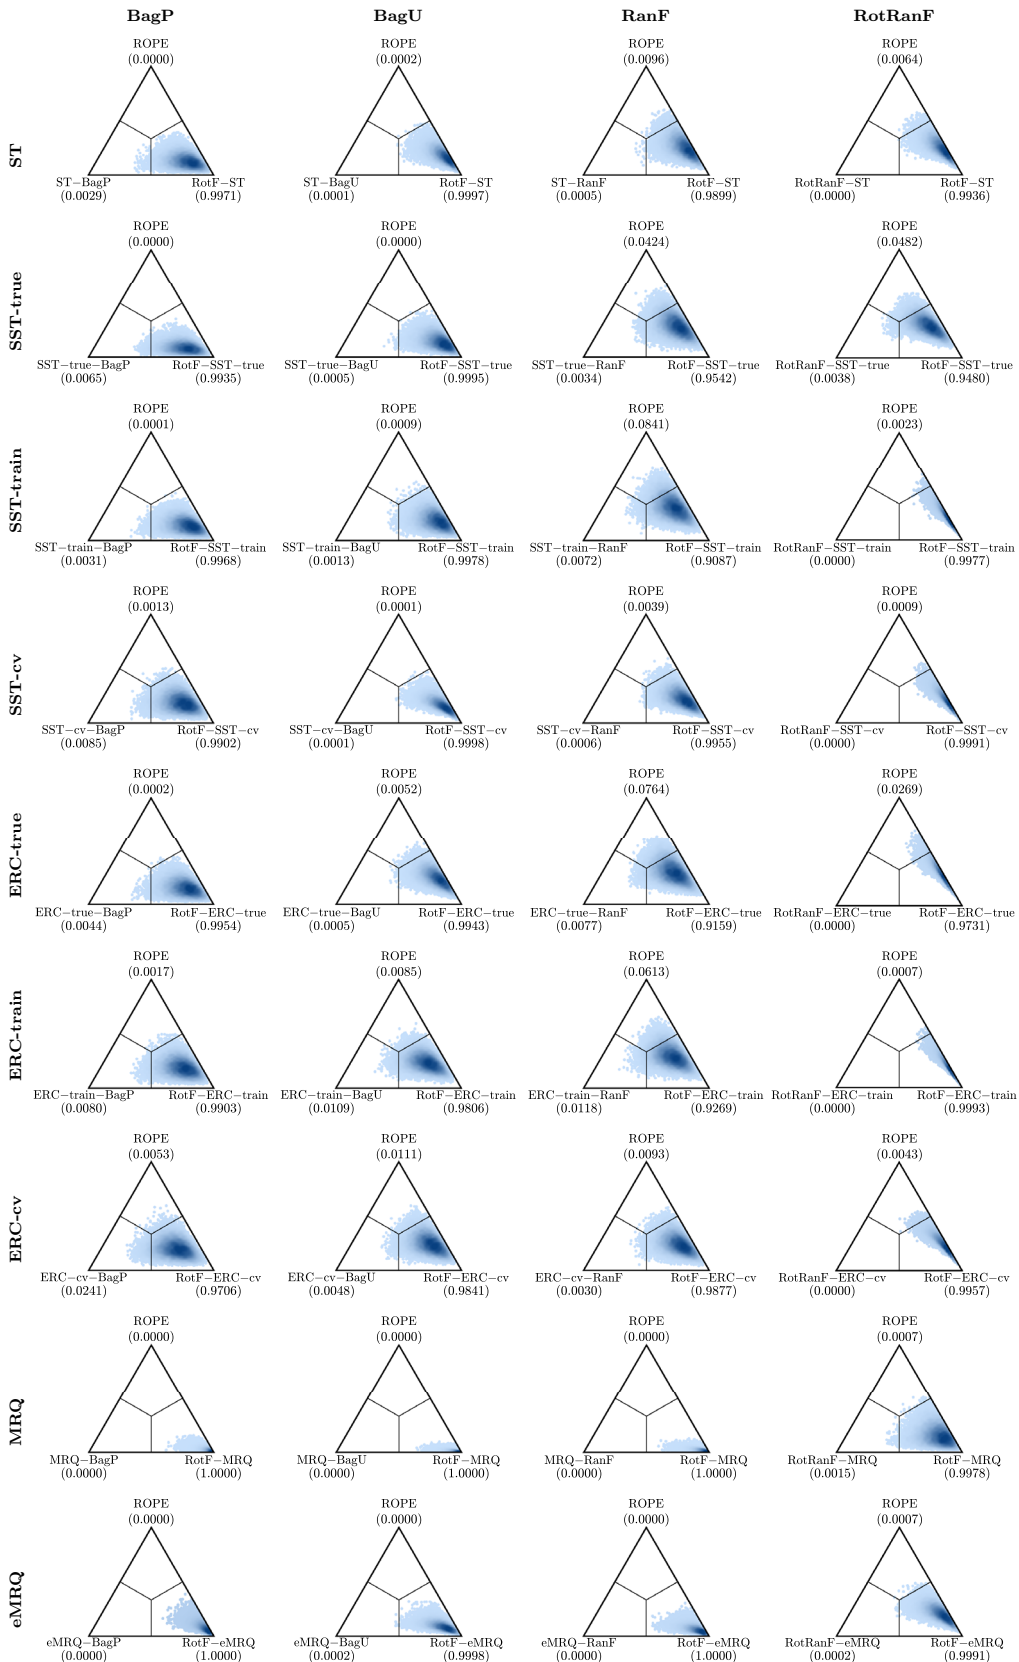 BagP BagU RanF RotRanF
ROPE ROPE ROPE ROPE
(0.0000) (0.0002) (0.0096) (0.0064)
ST
ST−BagP RotF−ST ST−BagU RotF−ST ST−RanF RotF−ST RotRanF−ST RotF−ST
(0.0029) (0.9971) (0.0001) (0.9997) (0.0005) (0.9899) (0.0000) (0.9936)
ROPE ROPE ROPE ROPE
(0.0000) (0.0000) (0.0424) (0.0482)
SST-true
SST−true−BagP RotF−SST−true SST−true−BagU RotF−SST−true SST−true−RanF RotF−SST−true RotRanF−SST−true RotF−SST−true
(0.0065) (0.9935) (0.0005) (0.9995) (0.0034) (0.9542) (0.0038) (0.9480)
ROPE ROPE ROPE ROPE
(0.0001) (0.0009) (0.0841) (0.0023)
SST-train
SST−train−BagP RotF−SST−train SST−train−BagU RotF−SST−train SST−train−RanF RotF−SST−train RotRanF−SST−train RotF−SST−train
(0.0031) (0.9968) (0.0013) (0.9978) (0.0072) (0.9087) (0.0000) (0.9977)
ROPE ROPE ROPE ROPE
(0.0013) (0.0001) (0.0039) (0.0009)
SST-cv
SST−cv−BagP RotF−SST−cv SST−cv−BagU RotF−SST−cv SST−cv−RanF RotF−SST−cv RotRanF−SST−cv RotF−SST−cv
(0.0085) (0.9902) (0.0001) (0.9998) (0.0006) (0.9955) (0.0000) (0.9991)
ROPE ROPE ROPE ROPE
(0.0002) (0.0052) (0.0764) (0.0269)
ERC-true
ERC−true−BagP RotF−ERC−true ERC−true−BagU RotF−ERC−true ERC−true−RanF RotF−ERC−true RotRanF−ERC−true RotF−ERC−true
(0.0044) (0.9954) (0.0005) (0.9943) (0.0077) (0.9159) (0.0000) (0.9731)
ROPE ROPE ROPE ROPE
(0.0017) (0.0085) (0.0613) (0.0007)
ERC-train
ERC−train−BagP RotF−ERC−train ERC−train−BagU RotF−ERC−train ERC−train−RanF RotF−ERC−train RotRanF−ERC−train RotF−ERC−train
(0.0080) (0.9903) (0.0109) (0.9806) (0.0118) (0.9269) (0.0000) (0.9993)
ROPE ROPE ROPE ROPE
(0.0053) (0.0111) (0.0093) (0.0043)
ERC-cv
ERC−cv−BagP RotF−ERC−cv ERC−cv−BagU RotF−ERC−cv ERC−cv−RanF RotF−ERC−cv RotRanF−ERC−cv RotF−ERC−cv
(0.0241) (0.9706) (0.0048) (0.9841) (0.0030) (0.9877) (0.0000) (0.9957)
ROPE ROPE ROPE ROPE
(0.0000) (0.0000) (0.0000) (0.0007)
MRQ
MRQ−BagP RotF−MRQ MRQ−BagU RotF−MRQ MRQ−RanF RotF−MRQ RotRanF−MRQ RotF−MRQ
(0.0000) (1.0000) (0.0000) (1.0000) (0.0000) (1.0000) (0.0015) (0.9978)
ROPE ROPE ROPE ROPE
(0.0000) (0.0000) (0.0000) (0.0007)
eMRQ
eMRQ−BagP RotF−eMRQ eMRQ−BagU RotF−eMRQ eMRQ−RanF RotF−eMRQ RotRanF−eMRQ RotF−eMRQ
(0.0000) (1.0000) (0.0002) (0.9998) (0.0000) (1.0000) (0.0002) (0.9991)